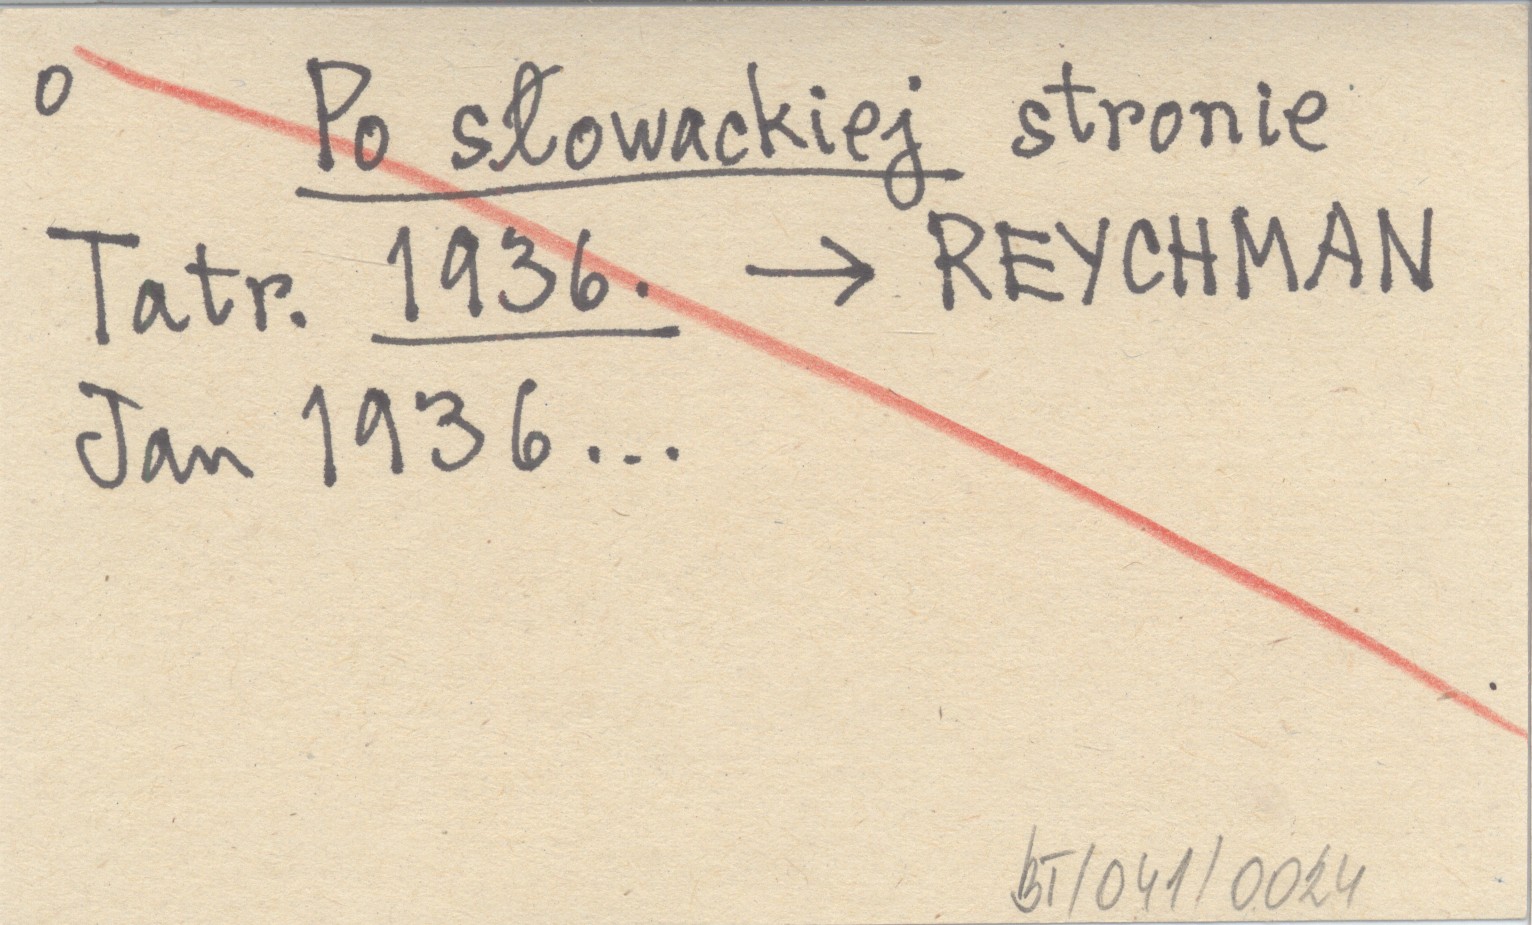 o Po słowackiej stronie
Tatr. 1936. → REYCHMAN
Jan 1936...
BT/041/0024